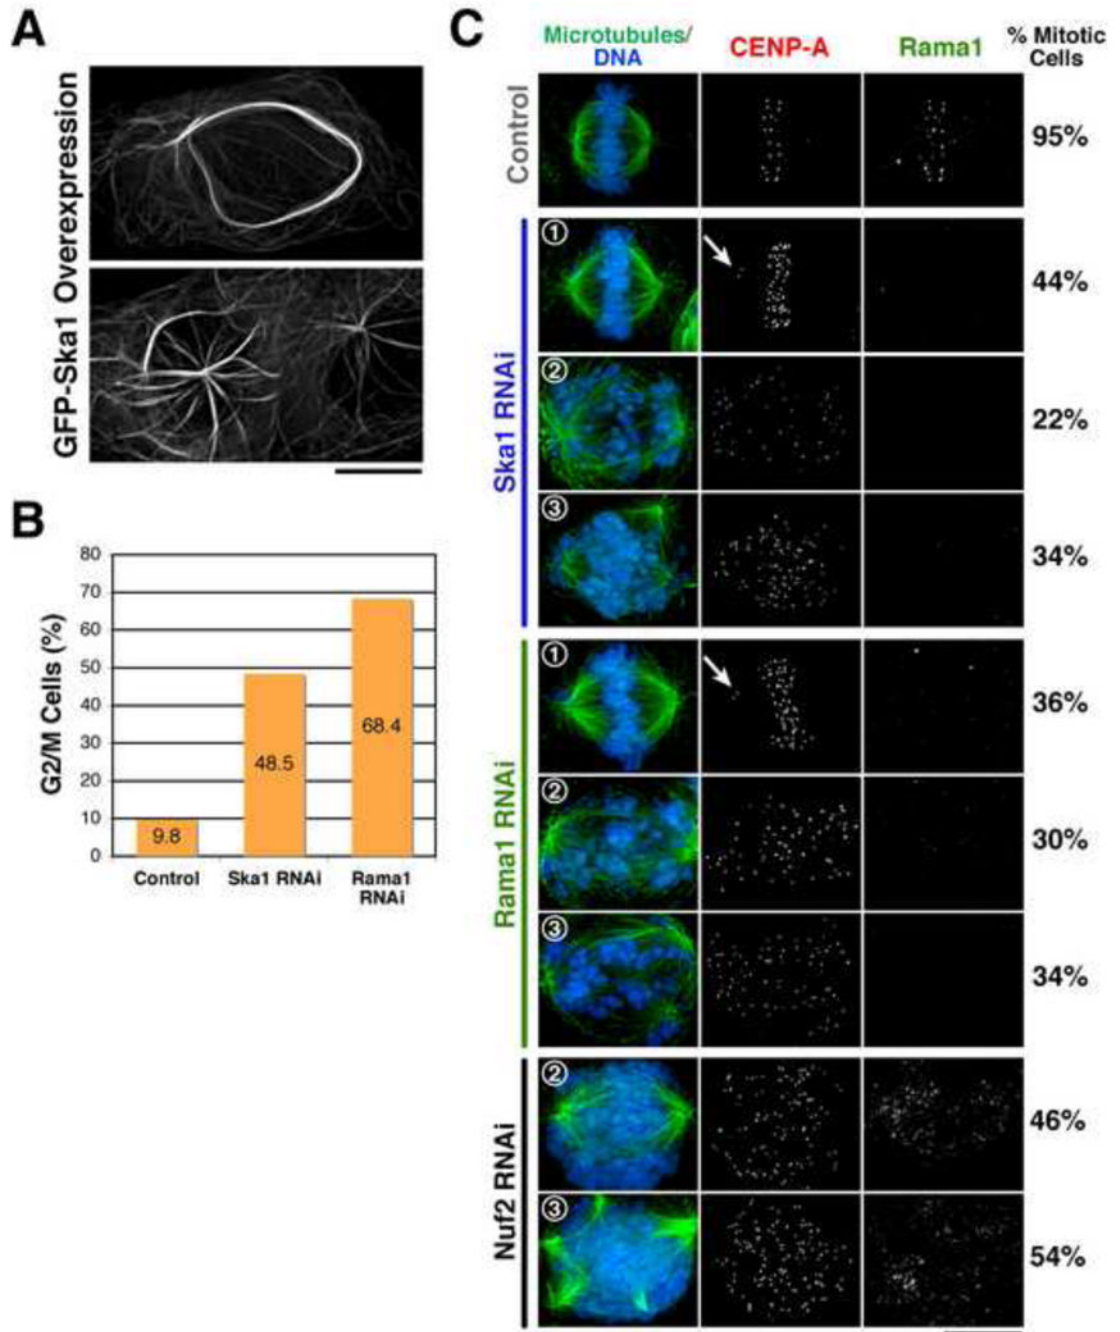 A
GFP-Ska1 Overexpression
B
G2/M Cells (%)
80
70
60
50
40
30
20
10
0
9.8
48.5
68.4
Control
Ska1 RNAi
Rama1
RNAi
C
Microtubules/
DNA
CENP-A
Rama1
% Mitotic
Cells
Control
95%
Ska1 RNAi
①
44%
②
22%
③
34%
Rama1 RNAi
①
36%
②
30%
③
34%
Nuf2 RNAi
②
46%
③
54%